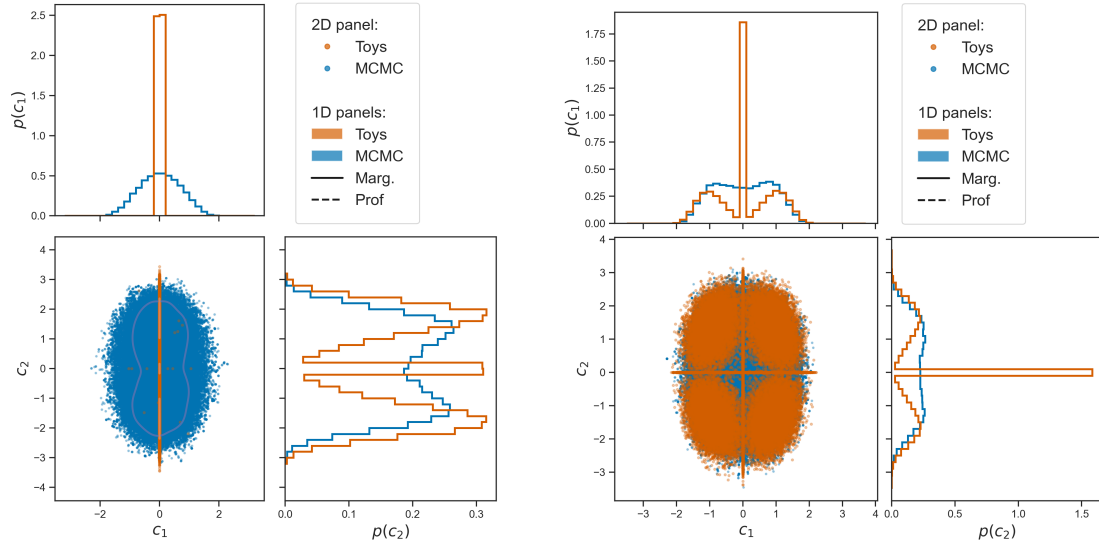 2.5
2.0
1.5
1.0
0.5
0.0
p(c₁)
2D panel:
Toys
MCMC
1D panels:
Toys
MCMC
Marg.
Prof
4
3
2
1
0
−1
−2
−3
−4
c₂
−2
0
2
c₁
0.0
0.1
0.2
0.3
p(c₂)
1.75
1.50
1.25
1.00
0.75
0.50
0.25
0.00
p(c₁)
2D panel:
Toys
MCMC
1D panels:
Toys
MCMC
Marg.
Prof
4
3
2
1
0
−1
−2
−3
c₂
−3
−2
−1
0
1
2
3
4
c₁
0.0
0.5
1.0
1.5
p(c₂)